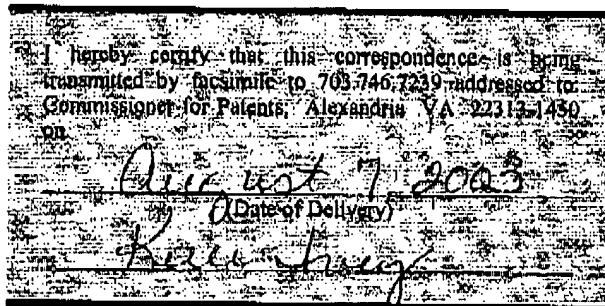 I hereby certify that this correspondence is being
transmitted by facsimile to 703.746.7239 addressed to:
Commissioner for Patents, Alexandria VA 22313-1450
on
August 7, 2003
(Date of Delivery)